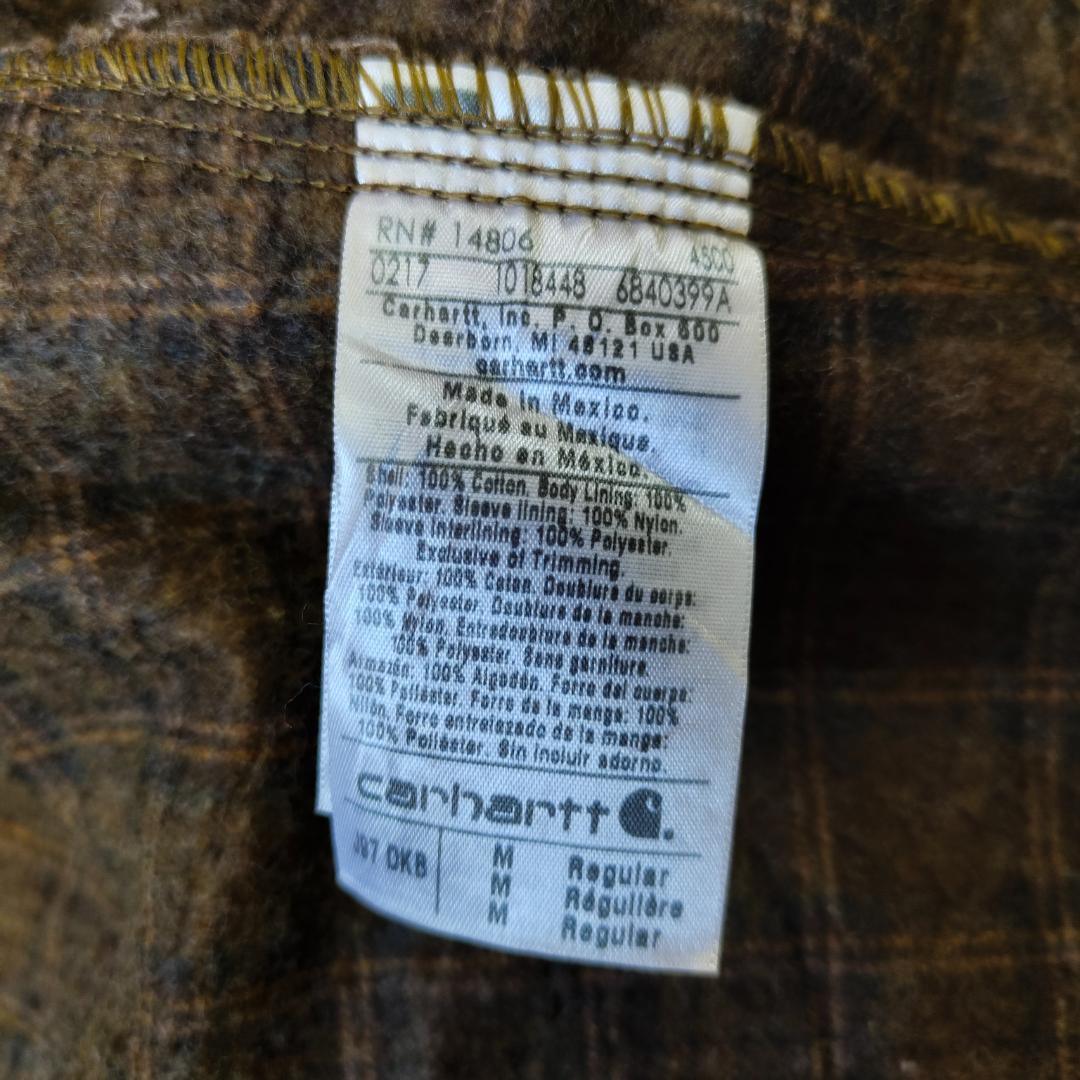 RN# 14806
ASCO
0217 1018448 6840399A
Carhartt, Inc. P. O. Box 600
Dearborn, MI 48121 USA
carhartt.com
Made in Mexico.
Fabriqué au Mexique.
Hecho en México.
Shell: 100% Cotton. Body Lining: 100%
Polyester. Sleeve lining: 100% Nylon.
Sleeve Interlining: 100% Polyester.
Exclusive of Trimming.
Extérieur: 100% Coton. Doublure du corps:
100% Polyester. Doublure de la manche:
100% Nylon. Entredoublure de la manche:
100% Polyester. Sans garniture.
Armazón: 100% Algodón. Forro del cuerpo:
100% Poliéster. Forro de la manga: 100%
Nilón. Forro entrelazado de la manga:
100% Poliéster. Sin incluir adorno.
carhartt
DKB M Regular
M Régulière
M Regular